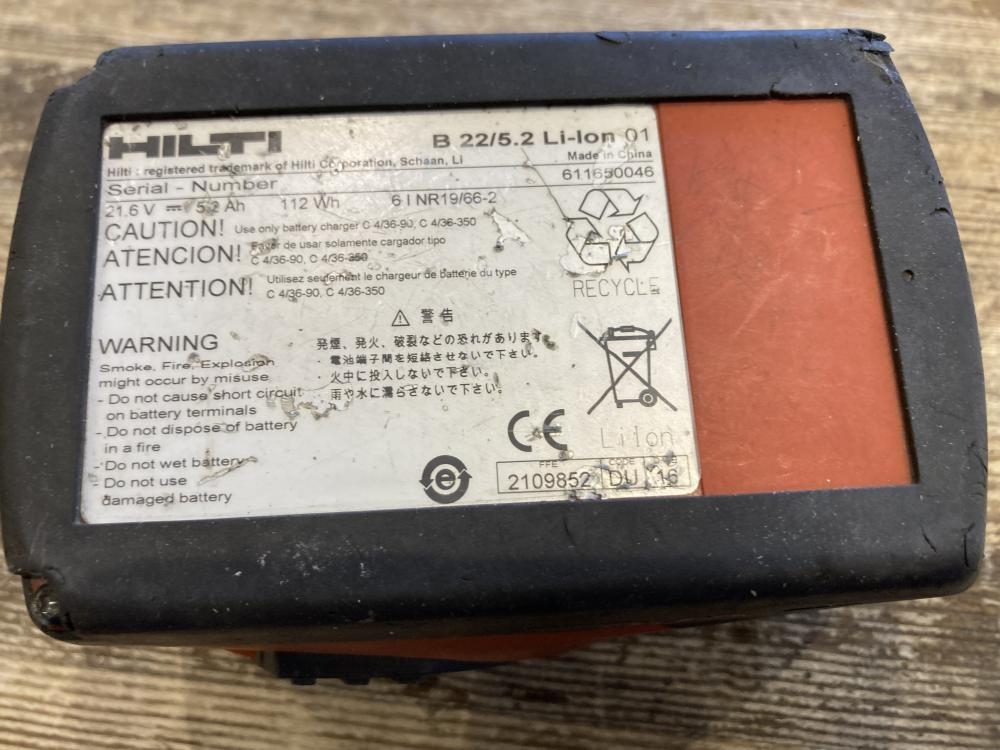 HILTI
B 22/5.2 Li-Ion 01
Hilti : registered trademark of Hilti Corporation, Schaan, LI
Made in China
Serial - Number
611650046
21.6 V ⎓ 5.2 Ah 112 Wh 6 I NR19/66-2
CAUTION! Use only battery charger C 4/36-90, C 4/36-350
ATENCION! Favor de usar solamente cargador tipo
C 4/36-90, C 4/36-350
ATTENTION! Utilisez seulement le chargeur de batterie du type
C 4/36-90, C 4/36-350
RECYCLE
WARNING
Smoke, Fire, Explosion
might occur by misuse
- Do not cause short circuit
on battery terminals
- Do not dispose of battery
in a fire
- Do not wet battery
- Do not use
damaged battery
⚠ 警告
発煙、発火、破裂などの恐れがあります。
・電池端子間を短絡させないで下さい。
・火中に投入しないで下さい。
雨や水に濡らさないで下さい。
CE
Li Ion
e
FFE
2109852
CODE
DU
16